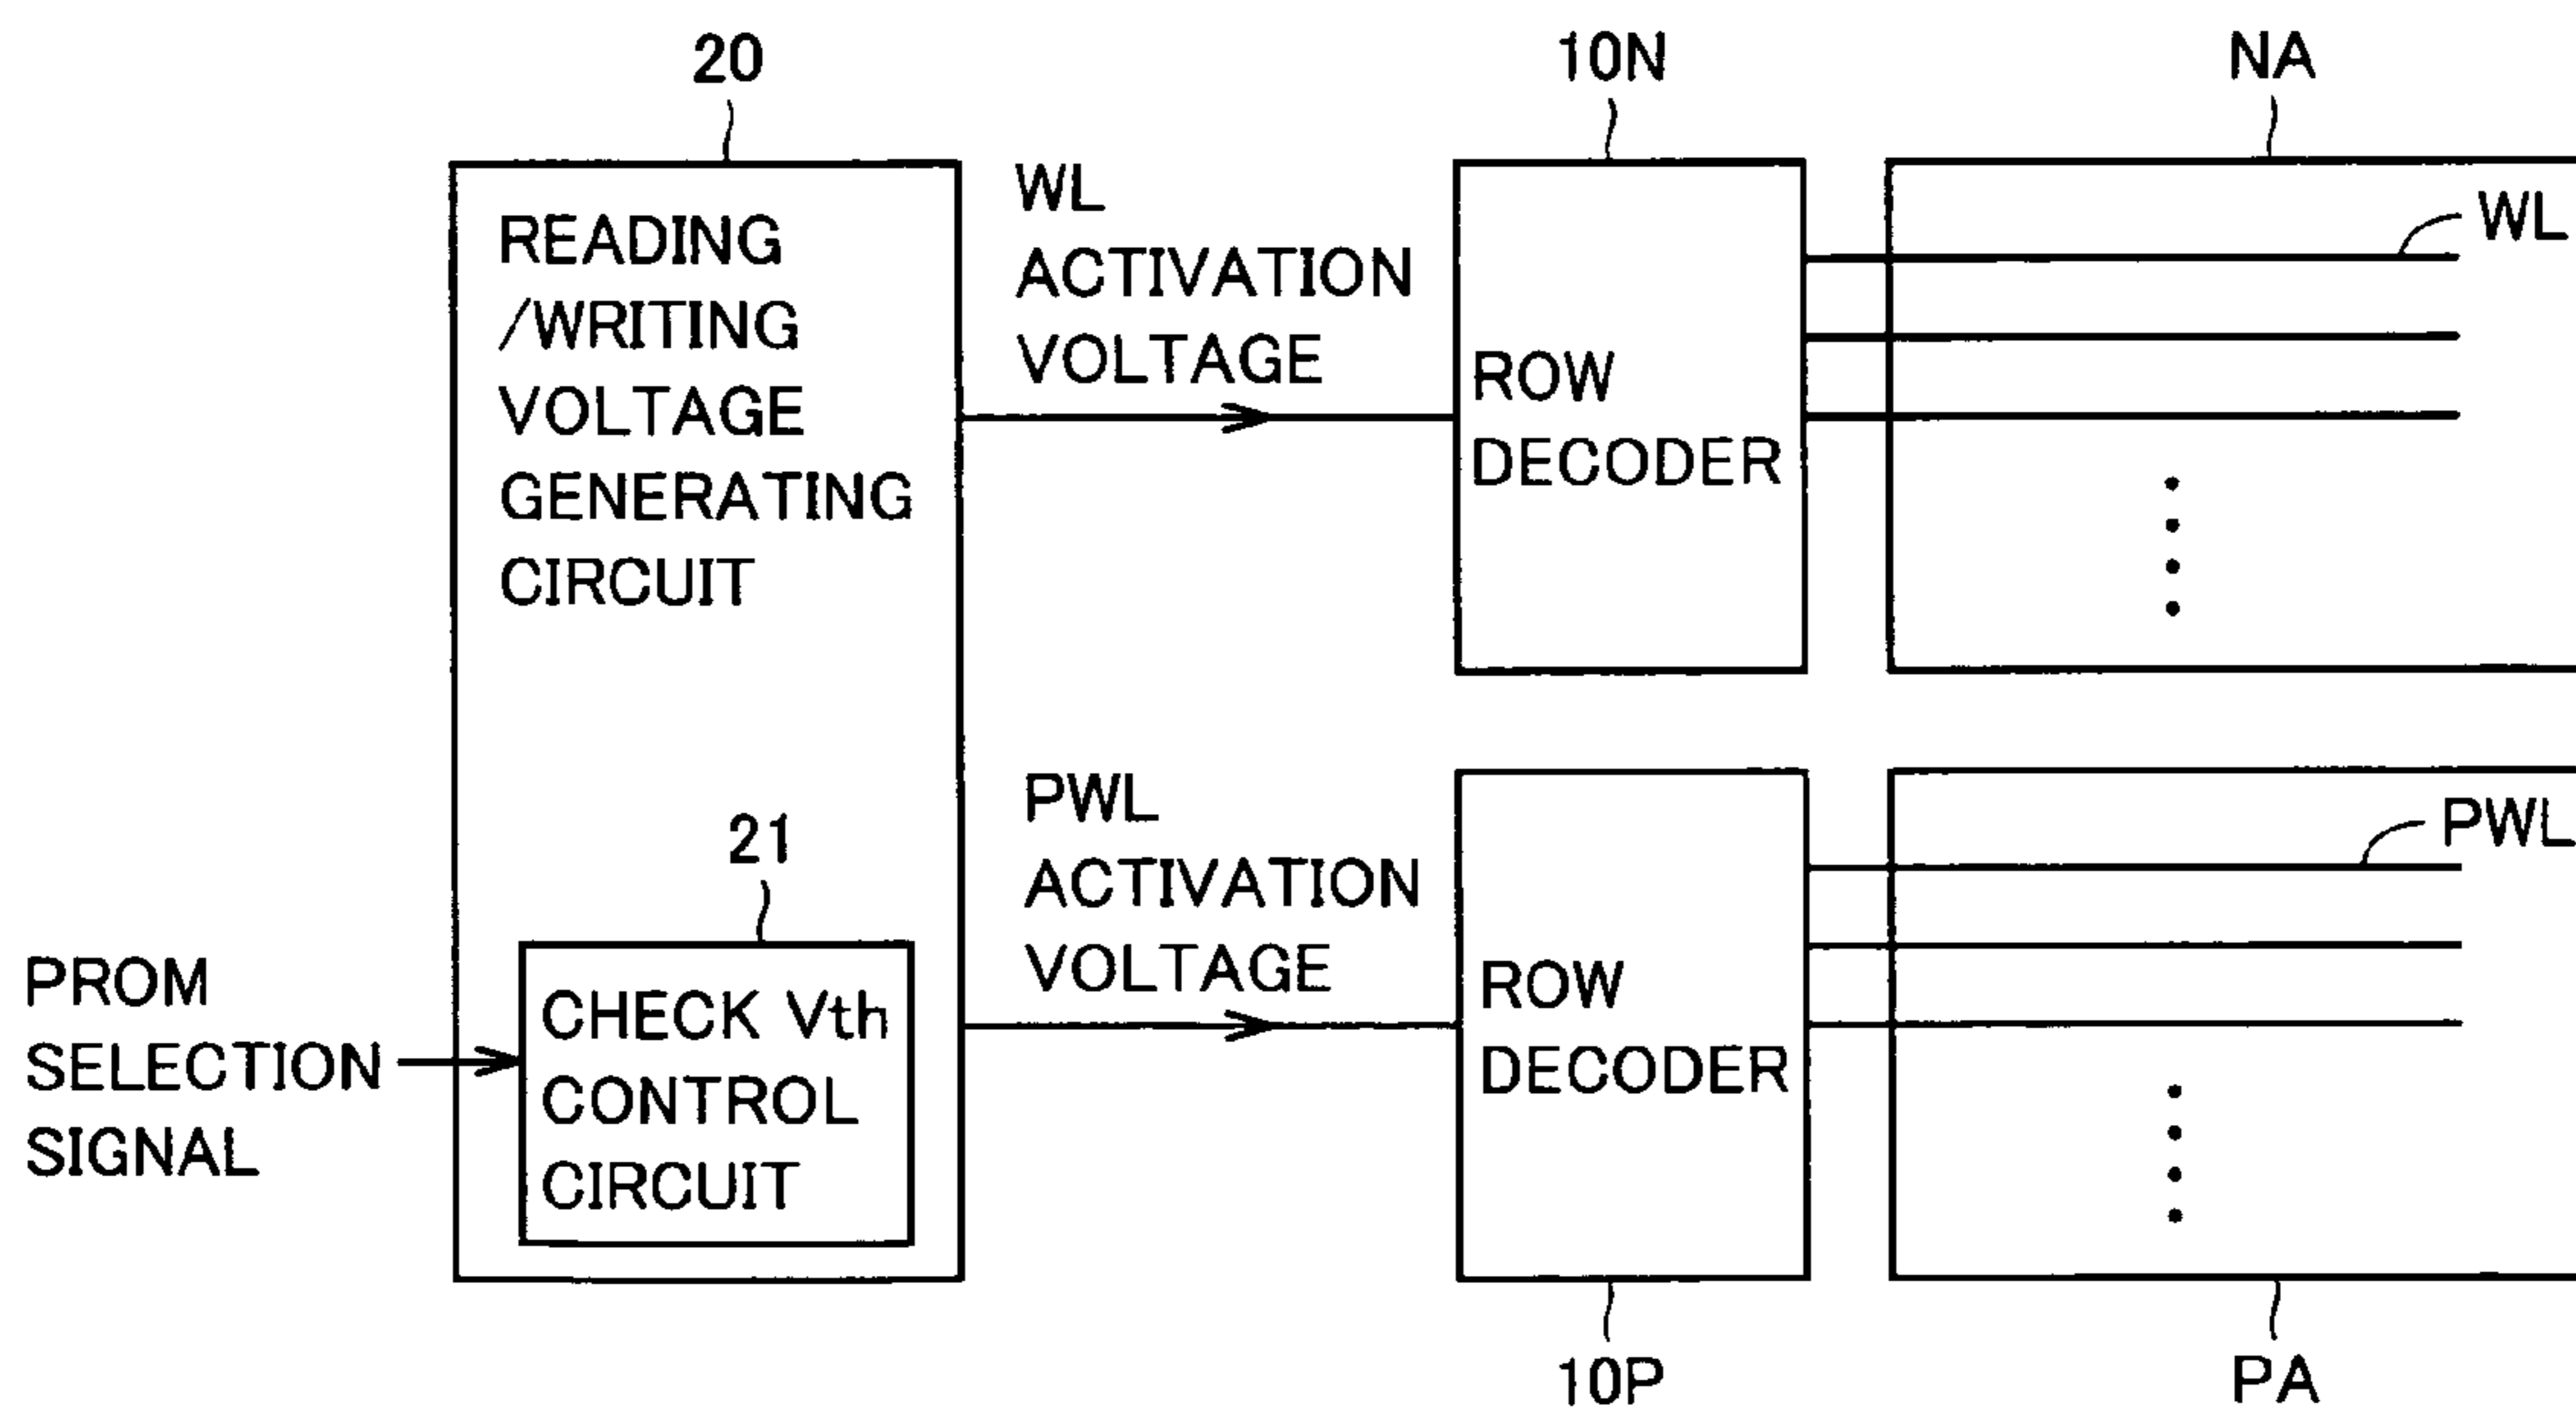 20
10N
NA
READING
/WRITING
VOLTAGE
GENERATING
CIRCUIT
WL
ACTIVATION
VOLTAGE
ROW
DECODER
WL
21
CHECK Vth
CONTROL
CIRCUIT
PROM
SELECTION
SIGNAL
PWL
ACTIVATION
VOLTAGE
ROW
DECODER
PWL
10P
PA